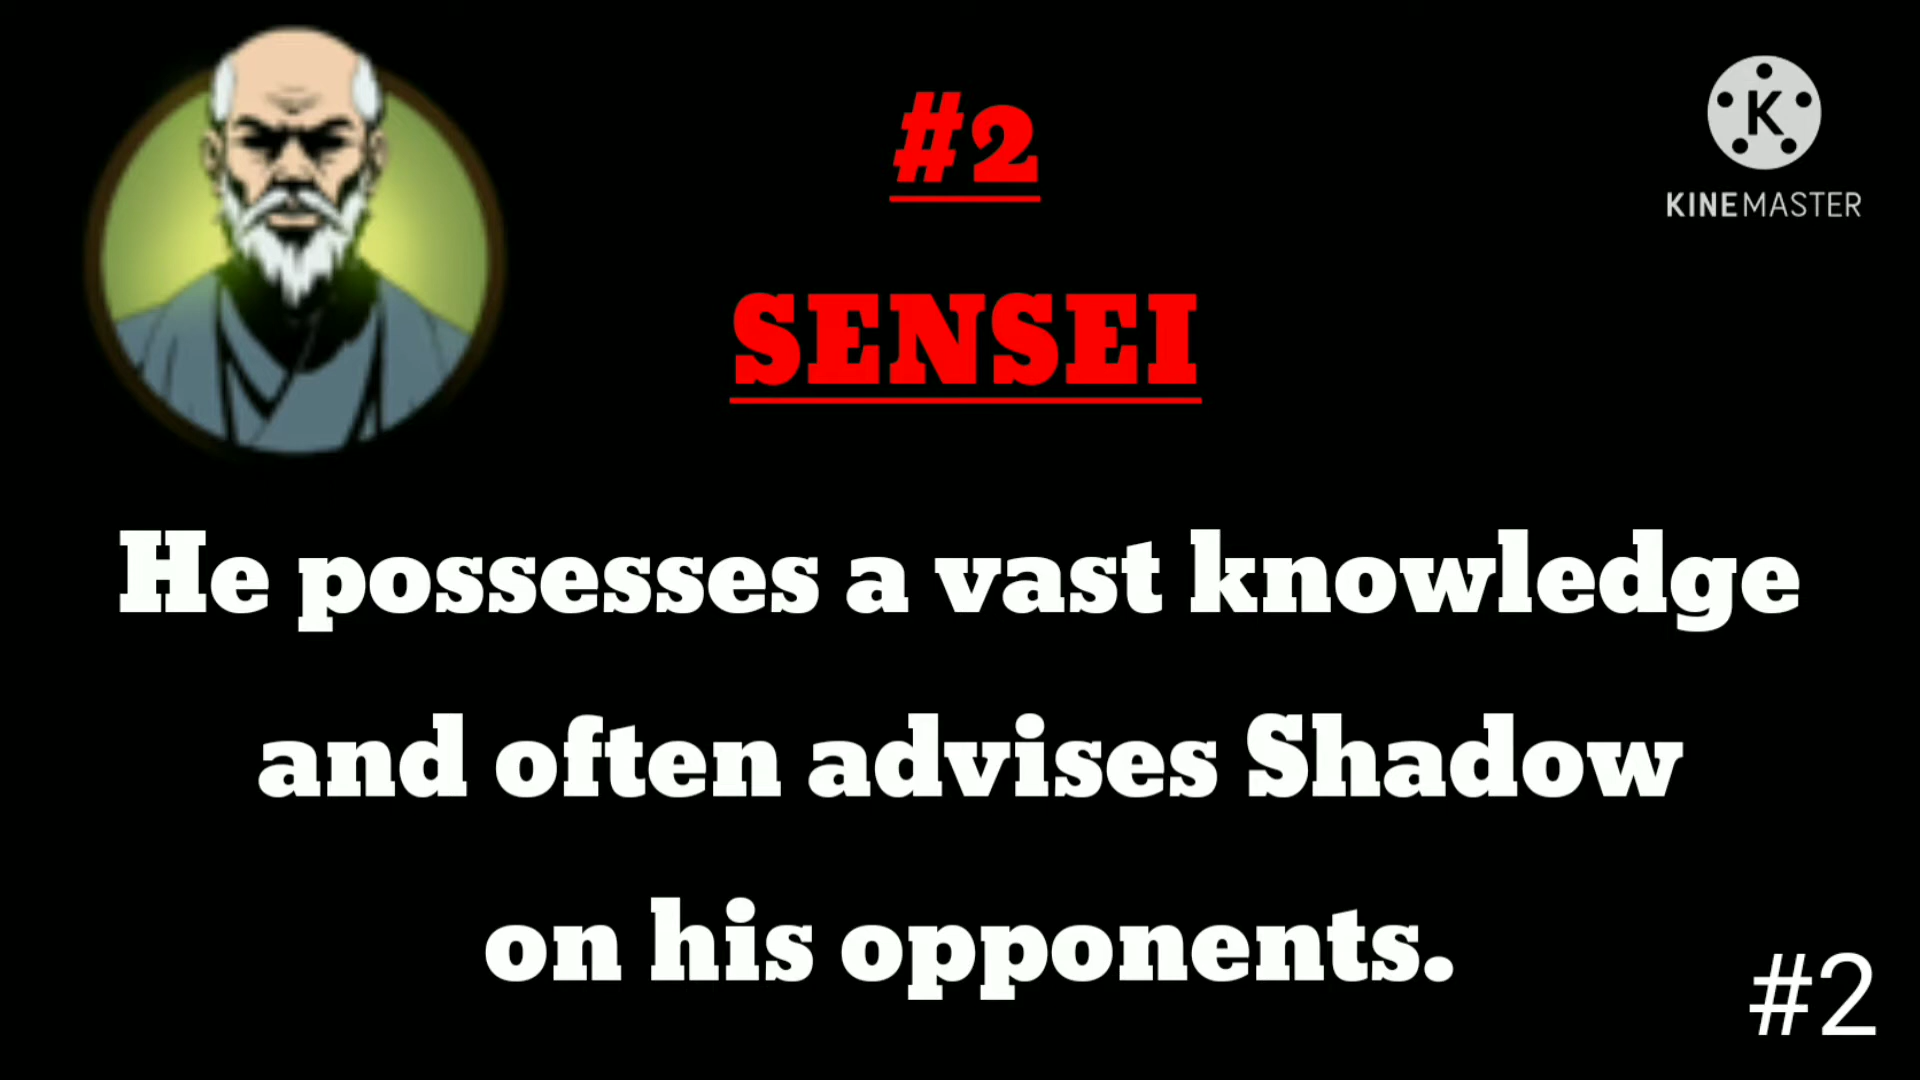 #2
K
KINEMASTER
SENSEI
He possesses a vast knowledge
and often advises Shadow
on his opponents.
#2